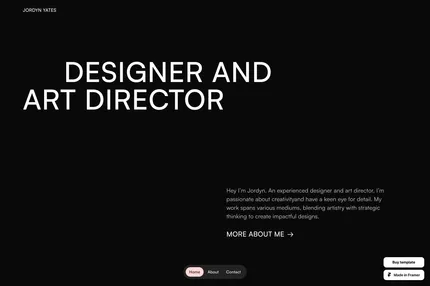 JORDYN YATES
DESIGNER AND
ART DIRECTOR
Hey I'm Jordyn. An experienced designer and art director, I'm
passionate about creativityand have a keen eye for detail. My
work spans various mediums, blending artistry with strategic
thinking to create impactful designs.
MORE ABOUT ME →
Buy template
Home About Contact
Made in Framer